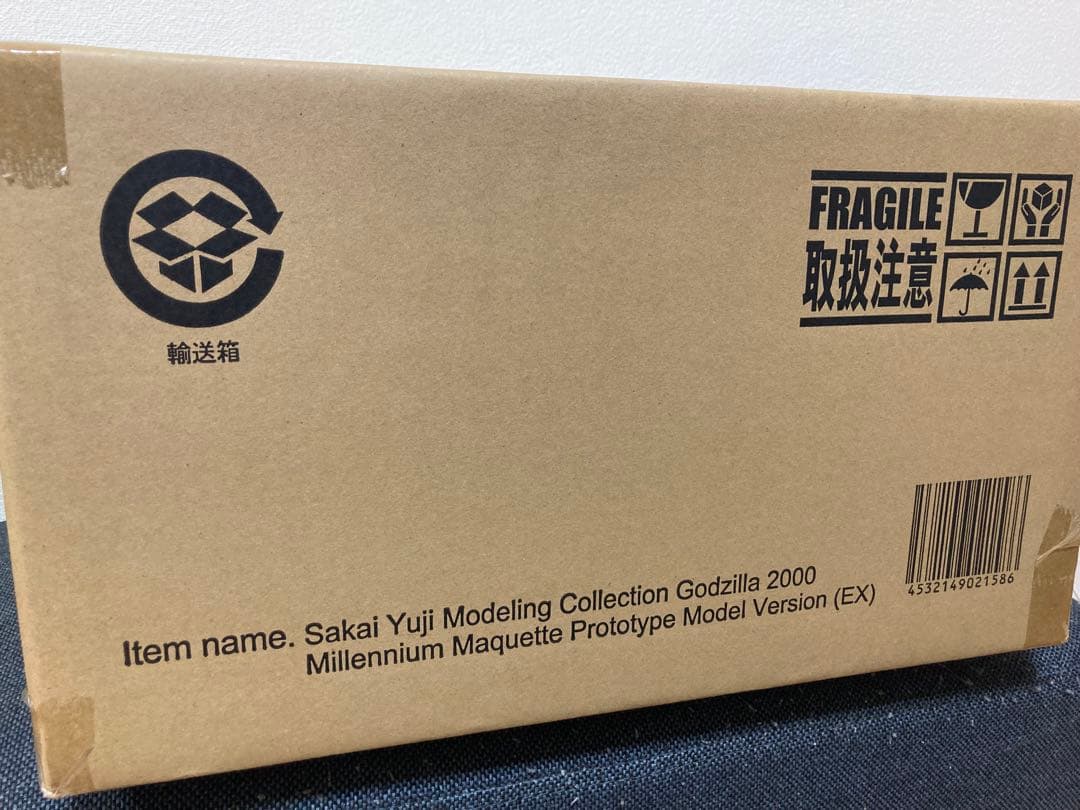 輸送箱
FRAGILE
取扱注意
4532149021586
Item name. Sakai Yuji Modeling Collection Godzilla 2000
Millennium Maquette Prototype Model Version (EX)